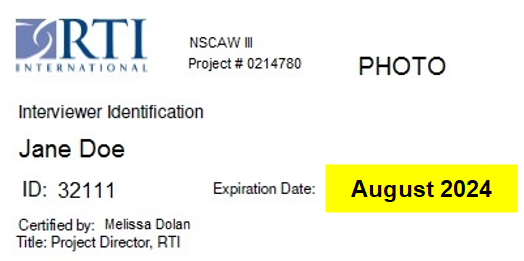 RTI
INTERNATIONAL
NSCAW III
Project # 0214780
PHOTO
Interviewer Identification
Jane Doe
ID: 32111
Expiration Date: August 2024
Certified by: Melissa Dolan
Title: Project Director, RTI